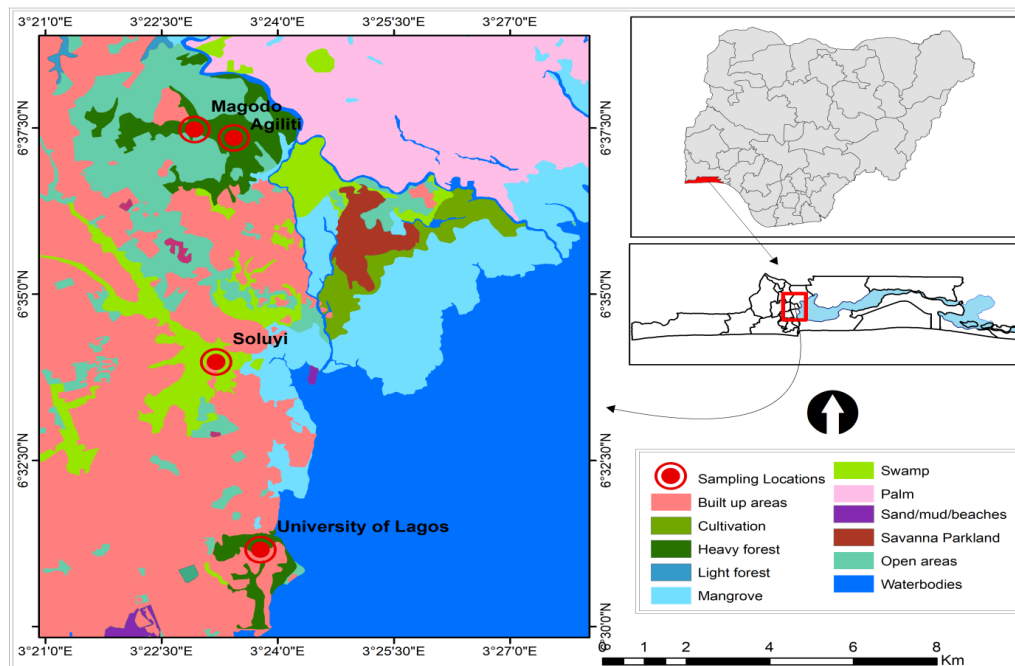 3°21'0"E 3°22'30"E 3°24'0"E 3°25'30"E 3°27'0"E
6°37'30"N
6°35'0"N
6°32'30"N
6°30'0"N
Magodo
Agiliti
Soluyi
University of Lagos
6°37'30"N
6°35'0"N
6°32'30"N
6°30'0"N
3°21'0"E 3°22'30"E 3°24'0"E 3°25'30"E 3°27'0"E
Sampling Locations
Built up areas
Cultivation
Heavy forest
Light forest
Mangrove
Swamp
Palm
Sand/mud/beaches
Savanna Parkland
Open areas
Waterbodies
0 1 2 4 6 8
Km